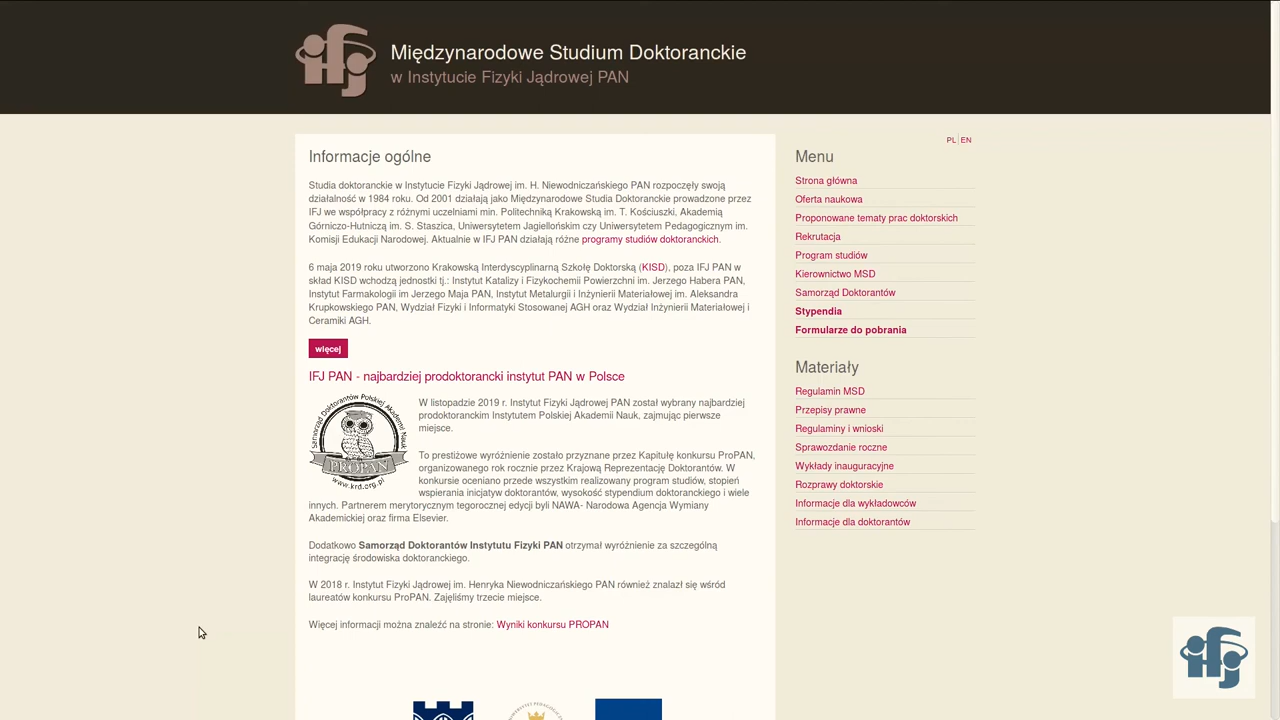 ifj
Międzynarodowe Studium Doktoranckie
w Instytucie Fizyki Jądrowej PAN
PL EN
Informacje ogólne
Studia doktoranckie w Instytucie Fizyki Jądrowej im. H. Niewodniczańskiego PAN rozpoczęły swoją
działalność w 1984 roku. Od 2001 działają jako Międzynarodowe Studia Doktoranckie prowadzone przez
IFJ we współpracy z różnymi uczelniami min. Politechniką Krakowską im. T. Kościuszki, Akademią
Górniczo-Hutniczą im. S. Staszica, Uniwersytetem Jagiellońskim czy Uniwersytetem Pedagogicznym im.
Komisji Edukacji Narodowej. Aktualnie w IFJ PAN działają różne programy studiów doktoranckich.
6 maja 2019 roku utworzono Krakowską Interdyscyplinarną Szkołę Doktorską (KISD), poza IFJ PAN w
skład KISD wchodzą jednostki tj.: Instytut Katalizy i Fizykochemii Powierzchni im. Jerzego Habera PAN,
Instytut Farmakologii im Jerzego Maja PAN, Instytut Metalurgii i Inżynierii Materiałowej im. Aleksandra
Krupkowskiego PAN, Wydział Fizyki i Informatyki Stosowanej AGH oraz Wydział Inżynierii Materiałowej i
Ceramiki AGH.
więcej
IFJ PAN - najbardziej prodoktorancki instytut PAN w Polsce
Samorząd Doktorantów Polskiej Akademii Nauk
PROPAN
www.krd.org.pl
W listopadzie 2019 r. Instytut Fizyki Jądrowej PAN został wybrany najbardziej
prodoktoranckim Instytutem Polskiej Akademii Nauk, zajmując pierwsze
miejsce.
To prestiżowe wyróżnienie zostało przyznane przez Kapitułę konkursu ProPAN,
organizowanego rok rocznie przez Krajową Reprezentację Doktorantów. W
konkursie oceniano przede wszystkim realizowany program studiów, stopień
wspierania inicjatyw doktorantów, wysokość stypendium doktoranckiego i wiele
innych. Partnerem merytorycznym tegorocznej edycji byli NAWA- Narodowa Agencja Wymiany
Akademickiej oraz firma Elsevier.
Dodatkowo Samorząd Doktorantów Instytutu Fizyki PAN otrzymał wyróżnienie za szczególną
integrację środowiska doktoranckiego.
W 2018 r. Instytut Fizyki Jądrowej im. Henryka Niewodniczańskiego PAN również znalazł się wśród
laureatów konkursu ProPAN. Zajęliśmy trzecie miejsce.
Więcej informacji można znaleźć na stronie: Wyniki konkursu PROPAN
Menu
Strona główna
Oferta naukowa
Proponowane tematy prac doktorskich
Rekrutacja
Program studiów
Kierownictwo MSD
Samorząd Doktorantów
Stypendia
Formularze do pobrania
Materiały
Regulamin MSD
Przepisy prawne
Regulaminy i wnioski
Sprawozdanie roczne
Wykłady inauguracyjne
Rozprawy doktorskie
Informacje dla wykładowców
Informacje dla doktorantów
ifj